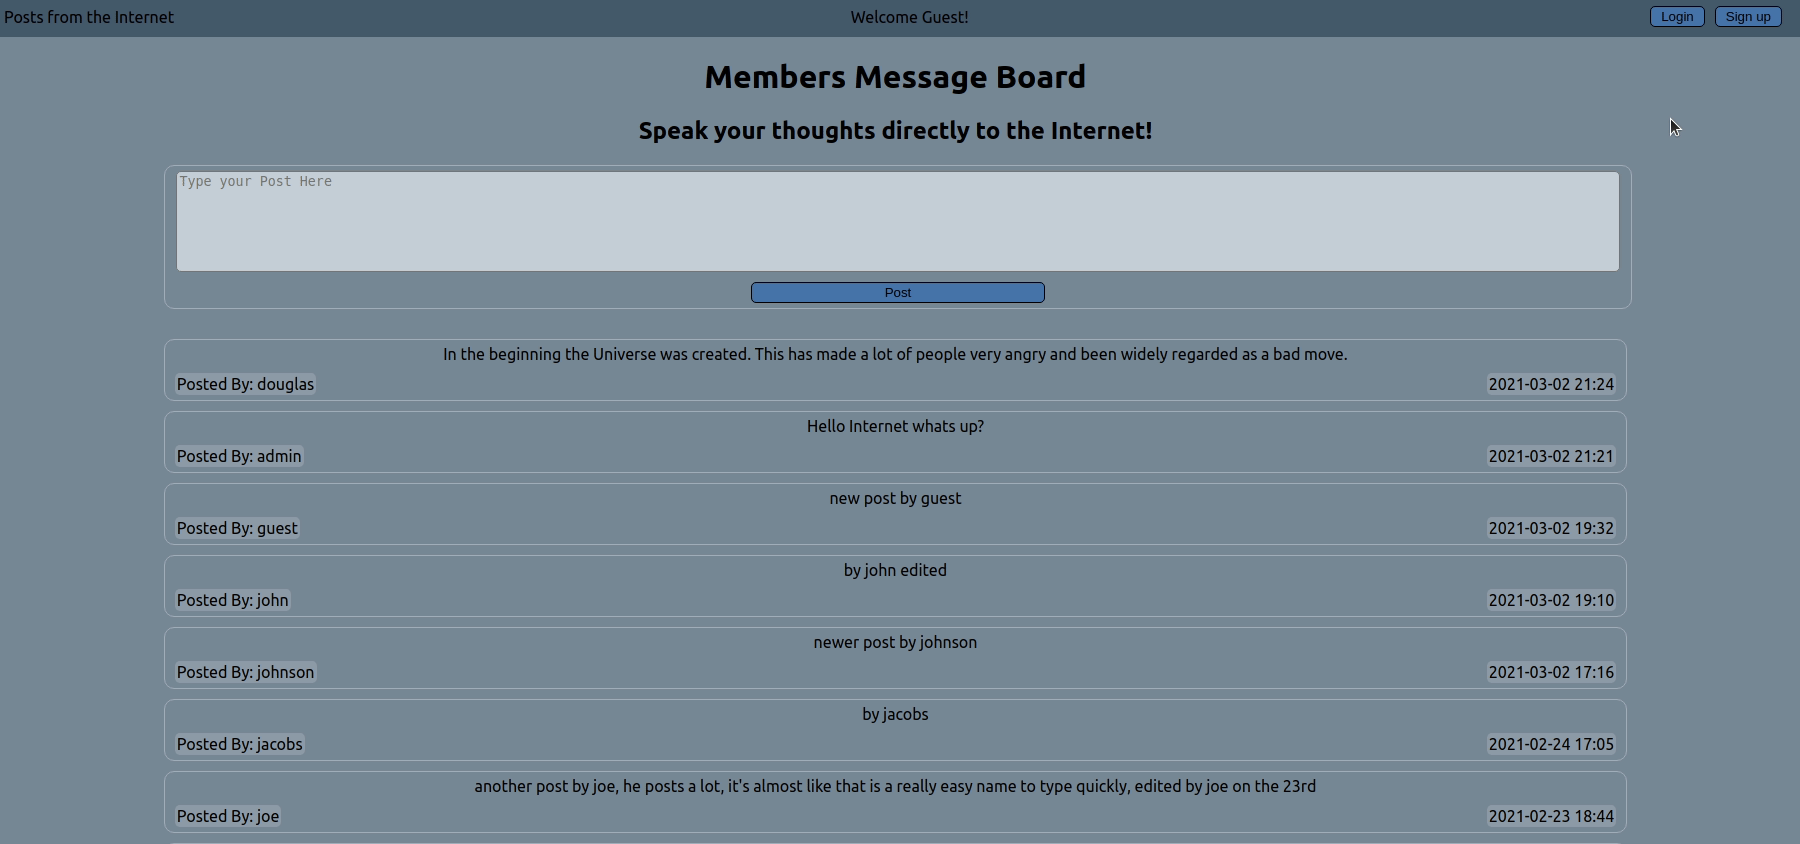 Posts from the Internet
Welcome Guest!
Login
Sign up
Members Message Board
Speak your thoughts directly to the Internet!
Type your Post Here
Post
In the beginning the Universe was created. This has made a lot of people very angry and been widely regarded as a bad move.
Posted By: douglas
2021-03-02 21:24
Hello Internet whats up?
Posted By: admin
2021-03-02 21:21
new post by guest
Posted By: guest
2021-03-02 19:32
by john edited
Posted By: john
2021-03-02 19:10
newer post by johnson
Posted By: johnson
2021-03-02 17:16
by jacobs
Posted By: jacobs
2021-02-24 17:05
another post by joe, he posts a lot, it's almost like that is a really easy name to type quickly, edited by joe on the 23rd
Posted By: joe
2021-02-23 18:44